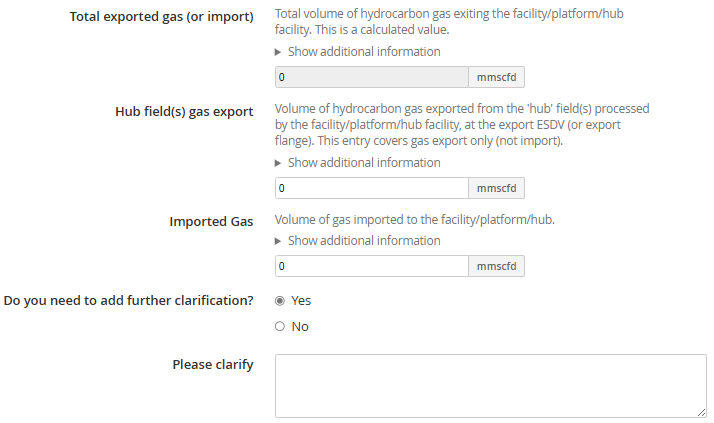 Total exported gas (or import)
Total volume of hydrocarbon gas exiting the facility/platform/hub
facility. This is a calculated value.
Show additional information
0 mmscfd
Hub field(s) gas export
Volume of hydrocarbon gas exported from the 'hub' field(s) processed
by the facility/platform/hub facility, at the export ESDV (or export
flange). This entry covers gas export only (not import).
Show additional information
0 mmscfd
Imported Gas
Volume of gas imported to the facility/platform/hub.
Show additional information
0 mmscfd
Do you need to add further clarification?
Yes
No
Please clarify